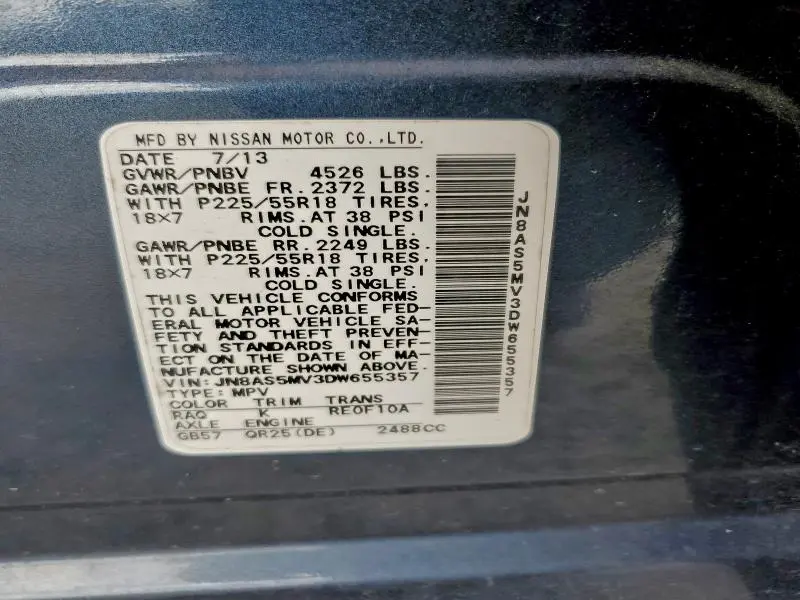 MFD BY NISSAN MOTOR CO.,LTD.
DATE 7/13
GVWR/PNBV 4526 LBS.
GAWR/PNBE FR. 2372 LBS.
WITH P225/55R18 TIRES.
18×7 RIMS. AT 38 PSI
COLD SINGLE.
GAWR/PNBE RR. 2249 LBS.
WITH P225/55R18 TIRES.
18×7 RIMS. AT 38 PSI
COLD SINGLE.
THIS VEHICLE CONFORMS
TO ALL APPLICABLE FED-
ERAL MOTOR VEHICLE SA-
FETY AND THEFT PREVEN-
TION STANDARDS IN EFF-
ECT ON THE DATE OF MA-
NUFACTURE SHOWN ABOVE.
VIN: JN8AS5MV3DW655357
TYPE: MPV
COLOR TRIM TRANS
RAQ K RE0F10A
AXLE ENGINE
GB57 QR25(DE) 2488CC
JN8AS5MV3DW655357